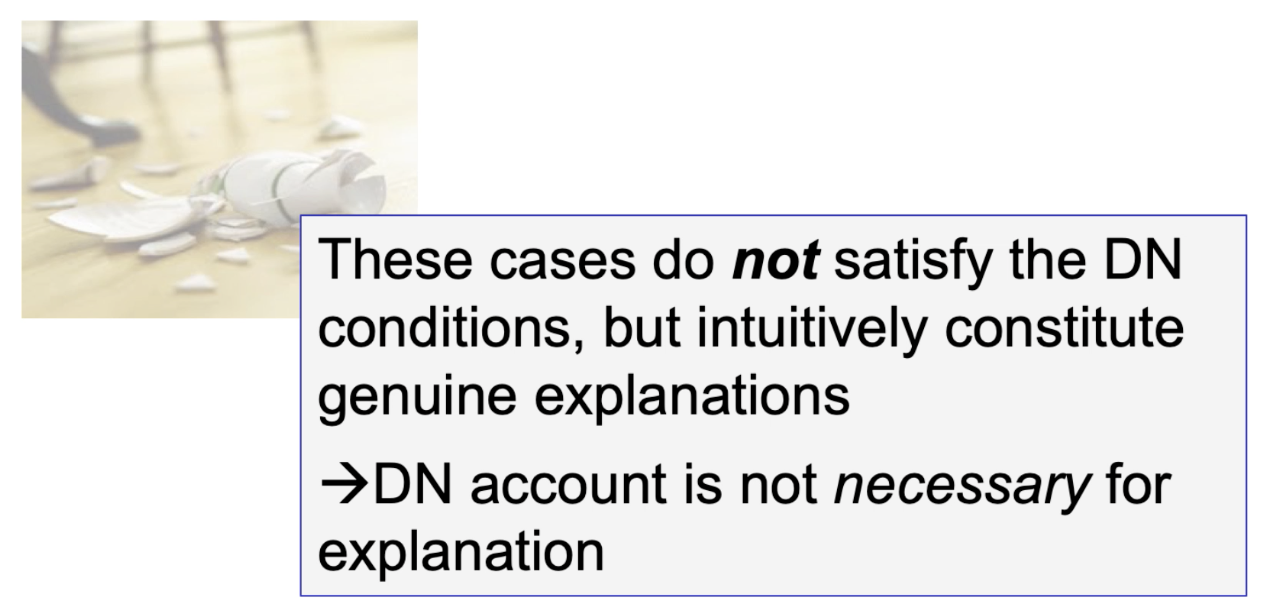 These cases do not satisfy the DN
conditions, but intuitively constitute
genuine explanations
→DN account is not necessary for
explanation